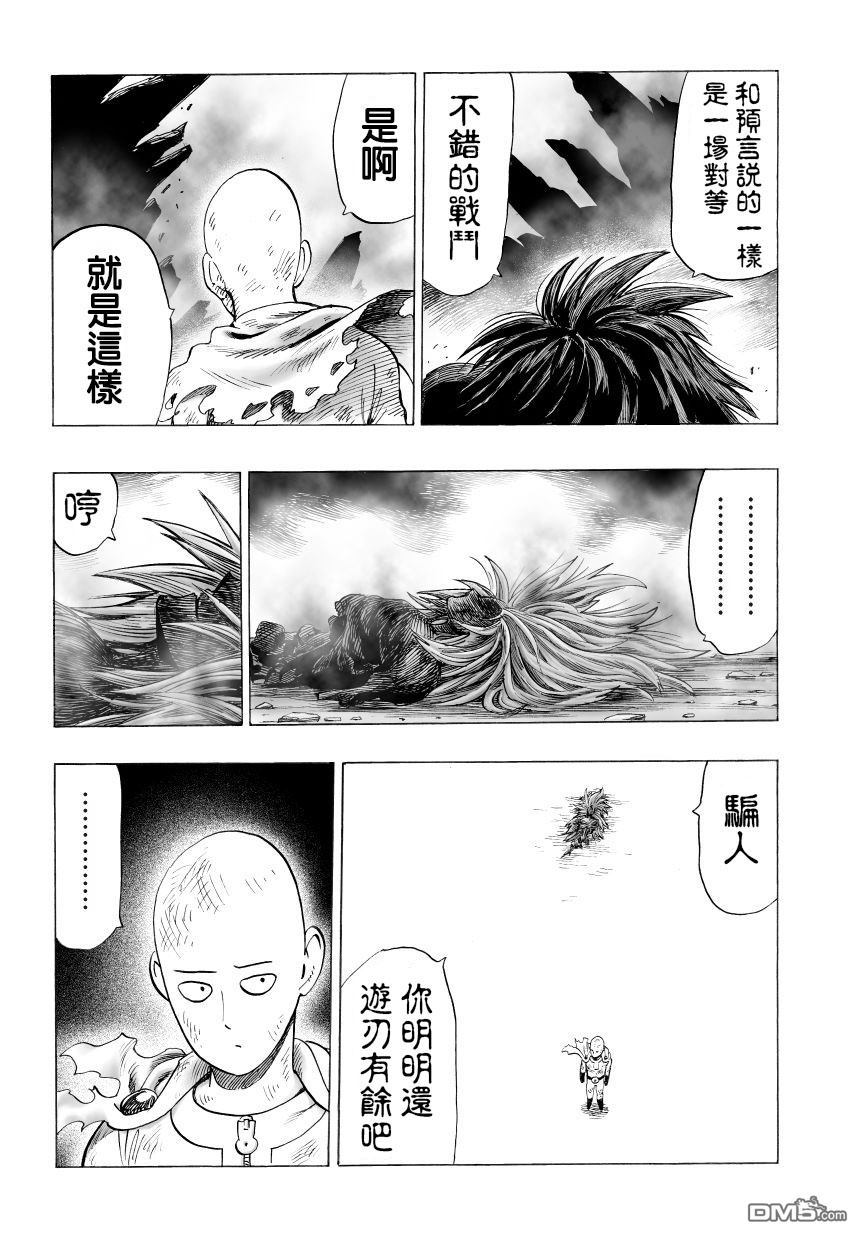 和預言說的一樣
是一場對等
不錯的戰鬥
是啊
就是這樣
………………
哼
騙人
你明明還
遊刃有餘吧
………………
DM5.com